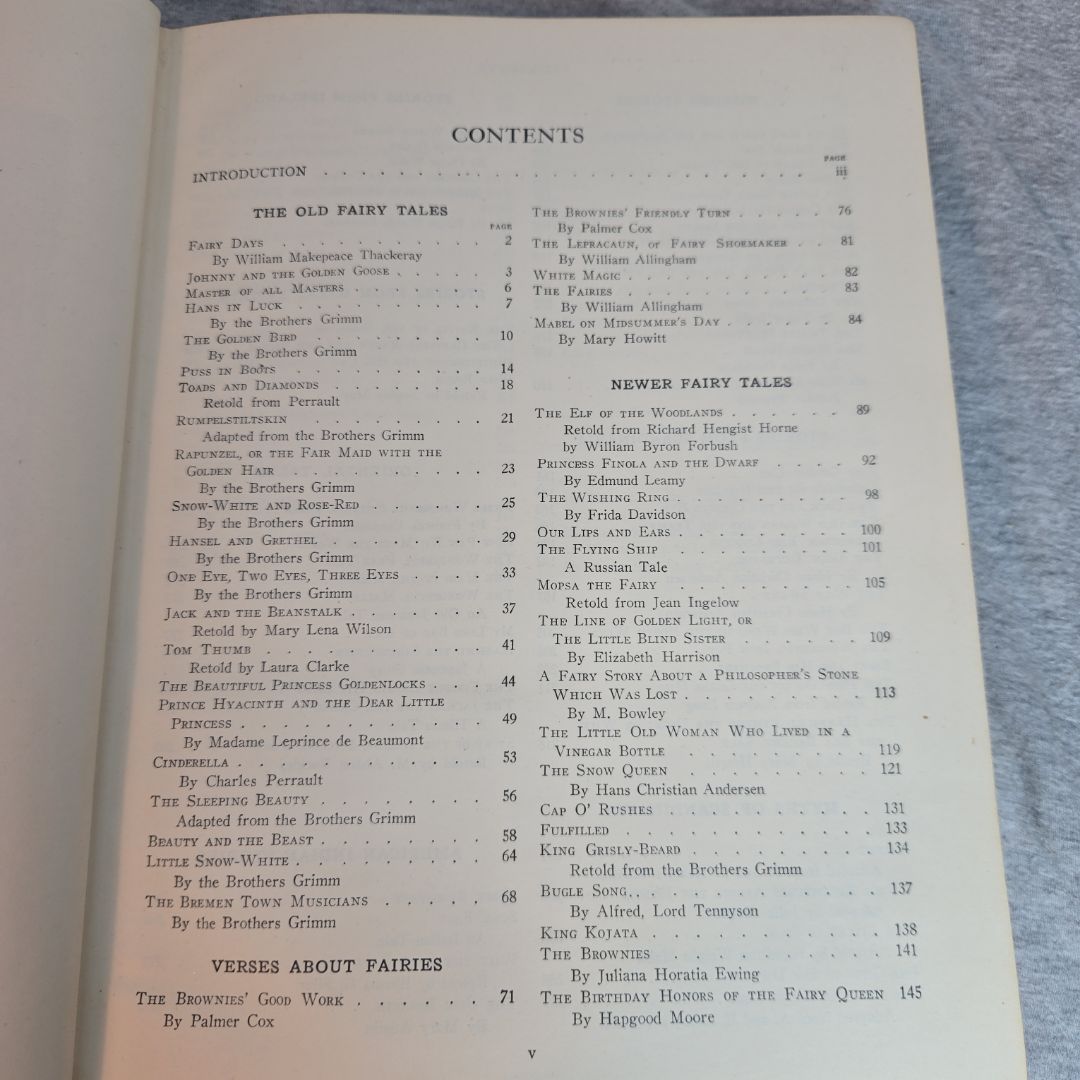 CONTENTS
PAGE
INTRODUCTION . . . . . . . . . . . . . . . . . . . . . . iii
THE OLD FAIRY TALES
PAGE
FAIRY DAYS . . . . . . . . . . 2
By William Makepeace Thackeray
JOHNNY AND THE GOLDEN GOOSE . . . . . 3
MASTER OF ALL MASTERS . . . . . . . 6
HANS IN LUCK . . . . . . . . . 7
By the Brothers Grimm
THE GOLDEN BIRD . . . . . . . . 10
By the Brothers Grimm
PUSS IN BOOTS . . . . . . . . . 14
TOADS AND DIAMONDS . . . . . . . 18
Retold from Perrault
RUMPELSTILTSKIN . . . . . . . . 21
Adapted from the Brothers Grimm
RAPUNZEL, OR THE FAIR MAID WITH THE
GOLDEN HAIR . . . . . . . . . 23
By the Brothers Grimm
SNOW-WHITE AND ROSE-RED . . . . . . 25
By the Brothers Grimm
HANSEL AND GRETHEL . . . . . . . 29
By the Brothers Grimm
ONE EYE, TWO EYES, THREE EYES . . . . 33
By the Brothers Grimm
JACK AND THE BEANSTALK . . . . . . . 37
Retold by Mary Lena Wilson
TOM THUMB . . . . . . . . . . 41
Retold by Laura Clarke
THE BEAUTIFUL PRINCESS GOLDENLOCKS . . . 44
PRINCE HYACINTH AND THE DEAR LITTLE
PRINCESS . . . . . . . . . . . 49
By Madame Leprince de Beaumont
CINDERELLA . . . . . . . . . . . 53
By Charles Perrault
THE SLEEPING BEAUTY . . . . . . . 56
Adapted from the Brothers Grimm
BEAUTY AND THE BEAST . . . . . . . . 58
LITTLE SNOW-WHITE . . . . . . . . . 64
By the Brothers Grimm
THE BREMEN TOWN MUSICIANS . . . . . 68
By the Brothers Grimm
VERSES ABOUT FAIRIES
THE BROWNIES' GOOD WORK . . . . . . 71
By Palmer Cox
THE BROWNIES' FRIENDLY TURN . . . . . 76
By Palmer Cox
THE LEPRACAUN, OF FAIRY SHOEMAKER . . 81
By William Allingham
WHITE MAGIC . . . . . . . . . . 82
THE FAIRIES . . . . . . . . . . 83
By William Allingham
MABEL ON MIDSUMMER'S DAY . . . . . . 84
By Mary Howitt
NEWER FAIRY TALES
THE ELF OF THE WOODLANDS . . . . . . 89
Retold from Richard Hengist Horne
by William Byron Forbush
PRINCESS FINOLA AND THE DWARF . . . . 92
By Edmund Leamy
THE WISHING RING . . . . . . . . . 98
By Frida Davidson
OUR LIPS AND EARS . . . . . . . . . 100
THE FLYING SHIP . . . . . . . . . 101
A Russian Tale
MOPSA THE FAIRY . . . . . . . . . 105
Retold from Jean Ingelow
THE LINE OF GOLDEN LIGHT, OR
THE LITTLE BLIND SISTER . . . . . . 109
By Elizabeth Harrison
A FAIRY STORY ABOUT A PHILOSOPHER'S STONE
WHICH WAS LOST . . . . . . . . . 113
By M. Bowley
THE LITTLE OLD WOMAN WHO LIVED IN A
VINEGAR BOTTLE . . . . . . . . . 119
THE SNOW QUEEN . . . . . . . . . 121
By Hans Christian Andersen
CAP O' RUSHES . . . . . . . . . . 131
FULFILLED . . . . . . . . . . . . 133
KING GRISLY-BEARD . . . . . . . . . 134
Retold from the Brothers Grimm
BUGLE SONG . . . . . . . . . . . . 137
By Alfred, Lord Tennyson
KING KOJATA . . . . . . . . . . . 138
THE BROWNIES . . . . . . . . . . 141
By Juliana Horatia Ewing
THE BIRTHDAY HONORS OF THE FAIRY QUEEN 145
By Hapgood Moore
v